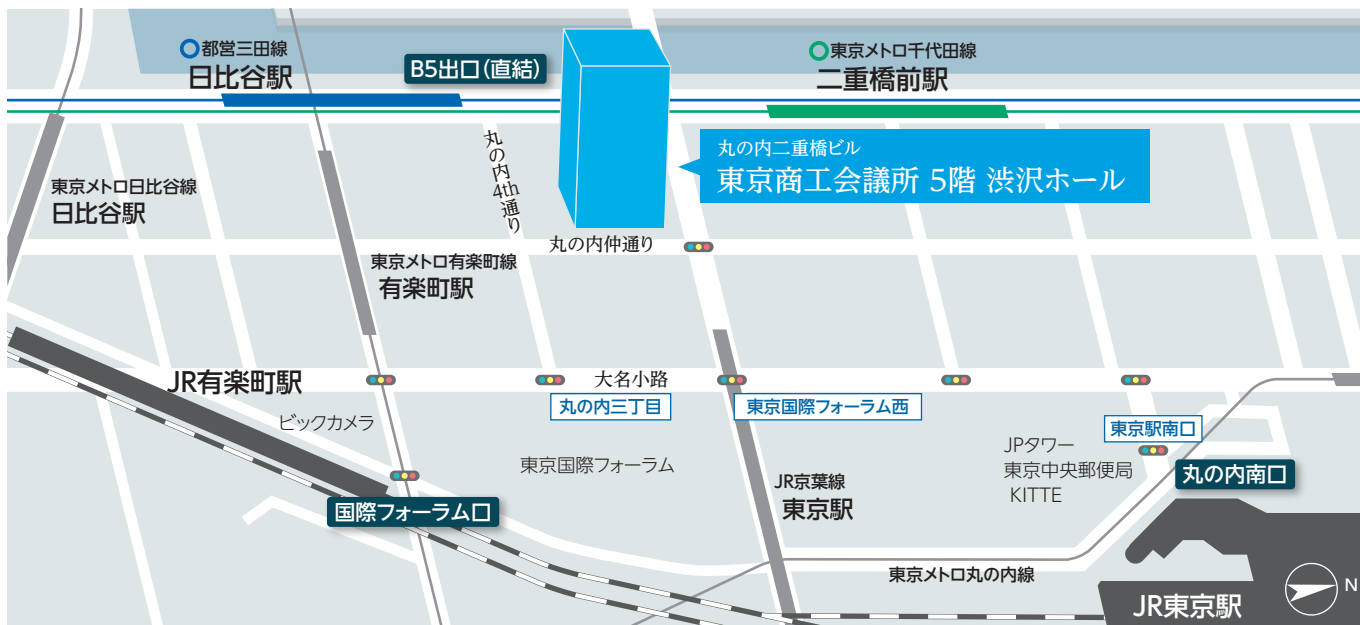 都営三田線
日比谷駅
B5出口(直結)
東京メトロ千代田線
二重橋前駅
丸の内二重橋ビル
東京商工会議所 5階 渋沢ホール
丸の内4th通り
東京メトロ日比谷線
日比谷駅
丸の内仲通り
東京メトロ有楽町線
有楽町駅
JR有楽町駅
大名小路
丸の内三丁目
東京国際フォーラム西
ビックカメラ
東京駅南口
JPタワー
東京中央郵便局
KITTE
東京国際フォーラム
丸の内南口
JR京葉線
東京駅
国際フォーラム口
東京メトロ丸の内線
JR東京駅
N